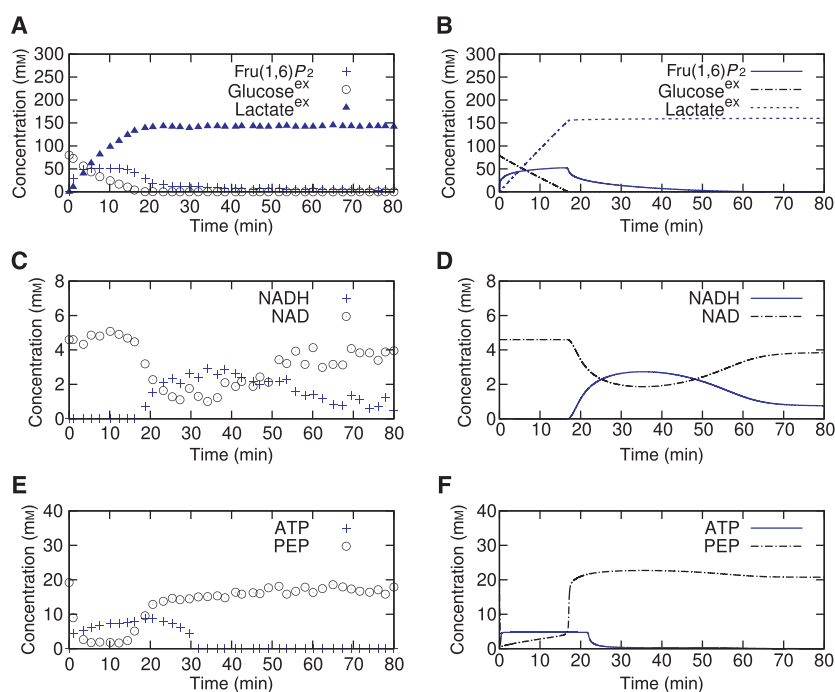 A
Concentration (mM)
300
250
200
150
100
50
0
Fru(1,6)P2
Glucose^ex
Lactate^ex
0 10 20 30 40 50 60 70 80
Time (min)
B
Concentration (mM)
300
250
200
150
100
50
0
Fru(1,6)P2
Glucose^ex
Lactate^ex
0 10 20 30 40 50 60 70 80
Time (min)
C
Concentration (mM)
8
6
4
2
0
NADH
NAD
0 10 20 30 40 50 60 70 80
Time (min)
D
Concentration (mM)
8
6
4
2
0
NADH
NAD
0 10 20 30 40 50 60 70 80
Time (min)
E
Concentration (mM)
40
30
20
10
0
ATP
PEP
0 10 20 30 40 50 60 70 80
Time (min)
F
Concentration (mM)
40
30
20
10
0
ATP
PEP
0 10 20 30 40 50 60 70 80
Time (min)